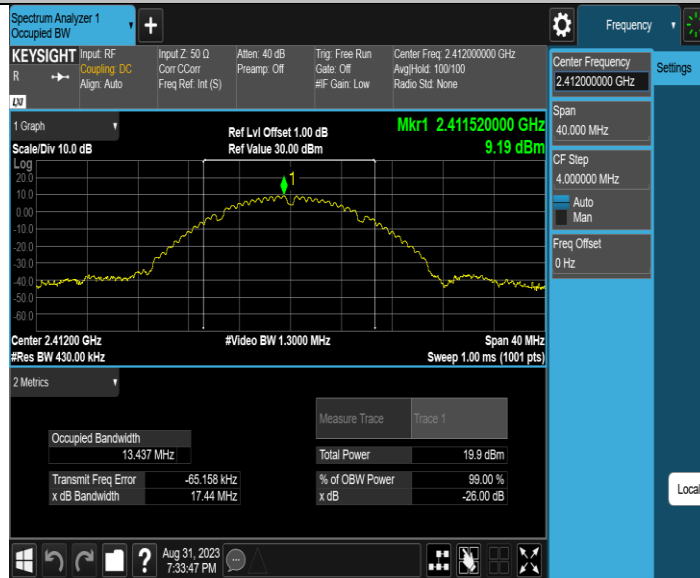 Spectrum Analyzer 1
Occupied BW
+
Frequency
KEYSIGHT
R
LXI
Input: RF
Coupling: DC
Align: Auto
Input Z: 50 Ω
Corr CCorr
Freq Ref: Int (S)
Atten: 40 dB
Preamp: Off
Trig: Free Run
Gate: Off
#IF Gain: Low
Center Freq: 2.412000000 GHz
Avg|Hold: 100/100
Radio Std: None
Center Frequency
2.412000000 GHz
Settings
Span
40.000 MHz
CF Step
4.000000 MHz
Auto
Man
Freq Offset
0 Hz
Local
1 Graph
Scale/Div 10.0 dB
Ref Lvl Offset 1.00 dB
Ref Value 30.00 dBm
Mkr1 2.411520000 GHz
9.19 dBm
Log
20.0
10.0
0.00
-10.0
-20.0
-30.0
-40.0
-50.0
-60.0
1
Center 2.41200 GHz
#Res BW 430.00 kHz
#Video BW 1.3000 MHz
Span 40 MHz
Sweep 1.00 ms (1001 pts)
2 Metrics
Measure Trace
Trace 1
Occupied Bandwidth
13.437 MHz
Total Power
19.9 dBm
Transmit Freq Error
-65.158 kHz
% of OBW Power
99.00 %
x dB Bandwidth
17.44 MHz
x dB
-26.00 dB
?
Aug 31, 2023
7:33:47 PM